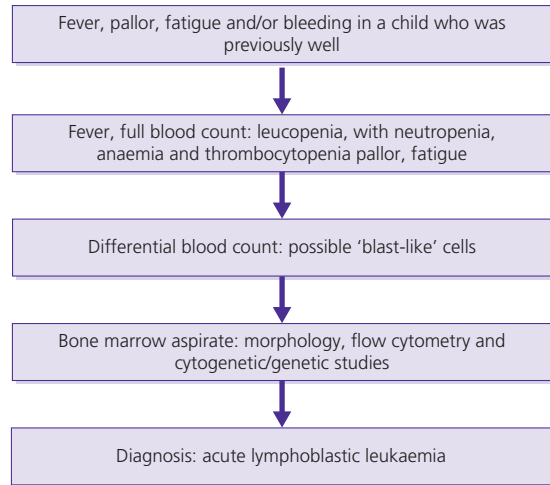 Fever, pallor, fatigue and/or bleeding in a child who was
previously well
Fever, full blood count: leucopenia, with neutropenia,
anaemia and thrombocytopenia pallor, fatigue
Differential blood count: possible ‘blast-like’ cells
Bone marrow aspirate: morphology, flow cytometry and
cytogenetic/genetic studies
Diagnosis: acute lymphoblastic leukaemia